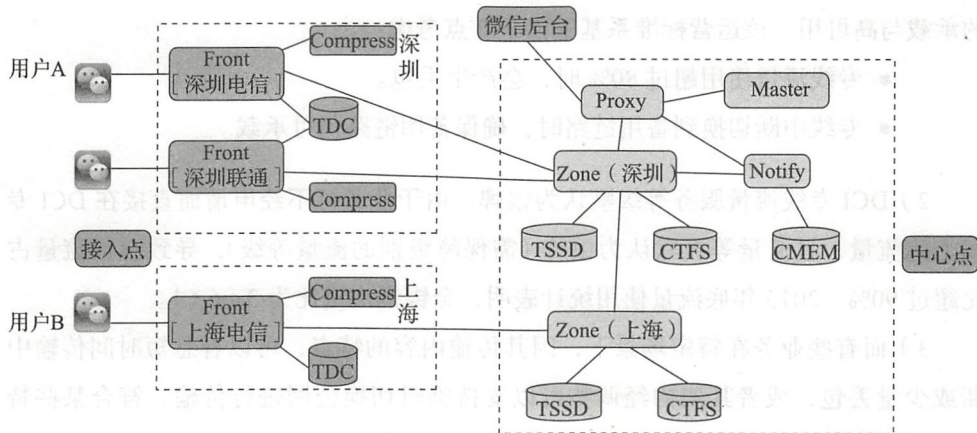 微信后台
用户A
Front
[深圳电信]
Compress
深圳
TDC
Front
[深圳联通]
Compress
接入点
用户B
Front
[上海电信]
Compress
上海
TDC
Proxy
Master
Zone(深圳)
Notify
TSSD
CTFS
CMEM
中心点
Zone(上海)
TSSD
CTFS